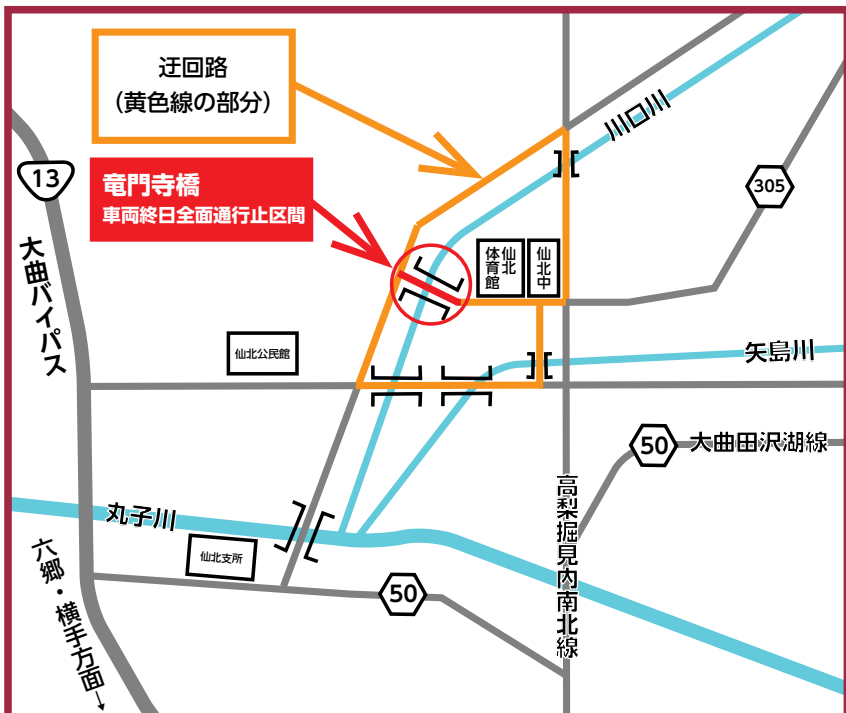 迂回路
(黄色線の部分)
川口川
13
竜門寺橋
車両終日全面通行止区間
305
大曲バイパス
仙北
体育館
仙北中
仙北公民館
矢島川
50
大曲田沢湖線
丸子川
高梨掘見内南北線
仙北支所
六郷・横手方面→
50